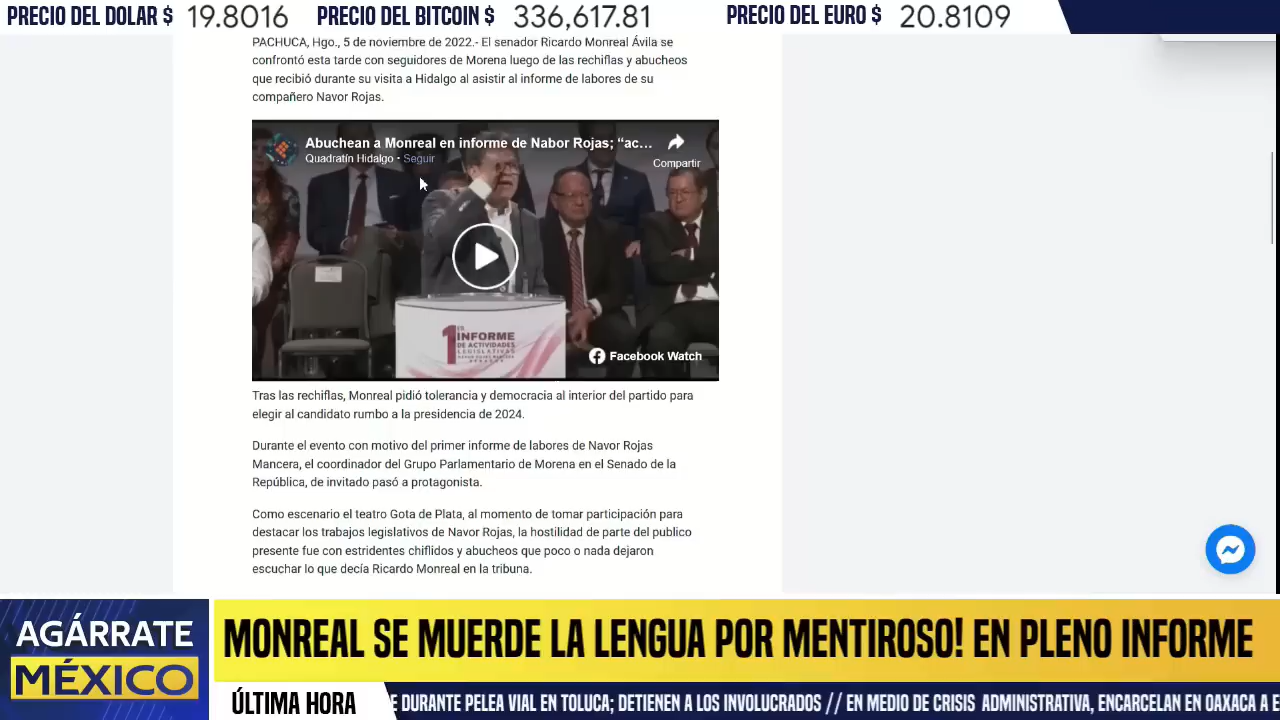 PRECIO DEL DOLAR $ 19.8016 PRECIO DEL BITCOIN $ 336,617.81 PRECIO DEL EURO $ 20.8109
PACHUCA, Hgo., 5 de noviembre de 2022.- El senador Ricardo Monreal Ávila se
confrontó esta tarde con seguidores de Morena luego de las rechiflas y abucheos
que recibió durante su visita a Hidalgo al asistir al informe de labores de su
compañero Navor Rojas.
Abuchean a Monreal en informe de Nabor Rojas; “ac...
Quadratín Hidalgo • Seguir
Compartir
1ER INFORME
DE ACTIVIDADES
LEGISLATIVAS
Facebook Watch
Tras las rechiflas, Monreal pidió tolerancia y democracia al interior del partido para
elegir al candidato rumbo a la presidencia de 2024.
Durante el evento con motivo del primer informe de labores de Navor Rojas
Mancera, el coordinador del Grupo Parlamentario de Morena en el Senado de la
República, de invitado pasó a protagonista.
Como escenario el teatro Gota de Plata, al momento de tomar participación para
destacar los trabajos legislativos de Navor Rojas, la hostilidad de parte del publico
presente fue con estridentes chiflidos y abucheos que poco o nada dejaron
escuchar lo que decía Ricardo Monreal en la tribuna.
AGÁRRATE
MÉXICO
MONREAL SE MUERDE LA LENGUA POR MENTIROSO! EN PLENO INFORME
ÚLTIMA HORA
E DURANTE PELEA VIAL EN TOLUCA; DETIENEN A LOS INVOLUCRADOS // EN MEDIO DE CRISIS ADMINISTRATIVA, ENCARCELAN EN OAXACA A E